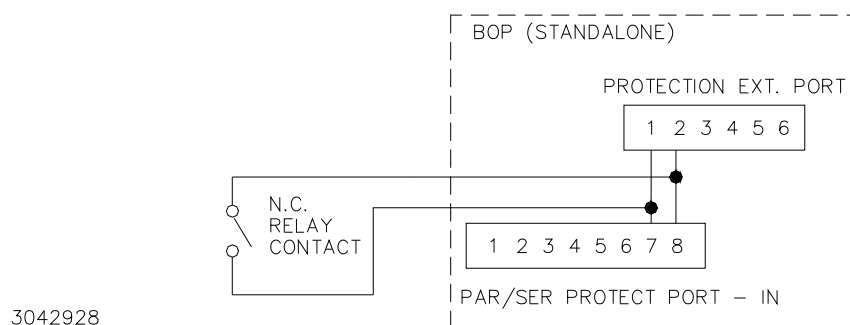 BOP (STANDALONE)
PROTECTION EXT. PORT
1 2 3 4 5 6
N.C.
RELAY
CONTACT
1 2 3 4 5 6 7 8
PAR/SER PROTECT PORT – IN
3042928